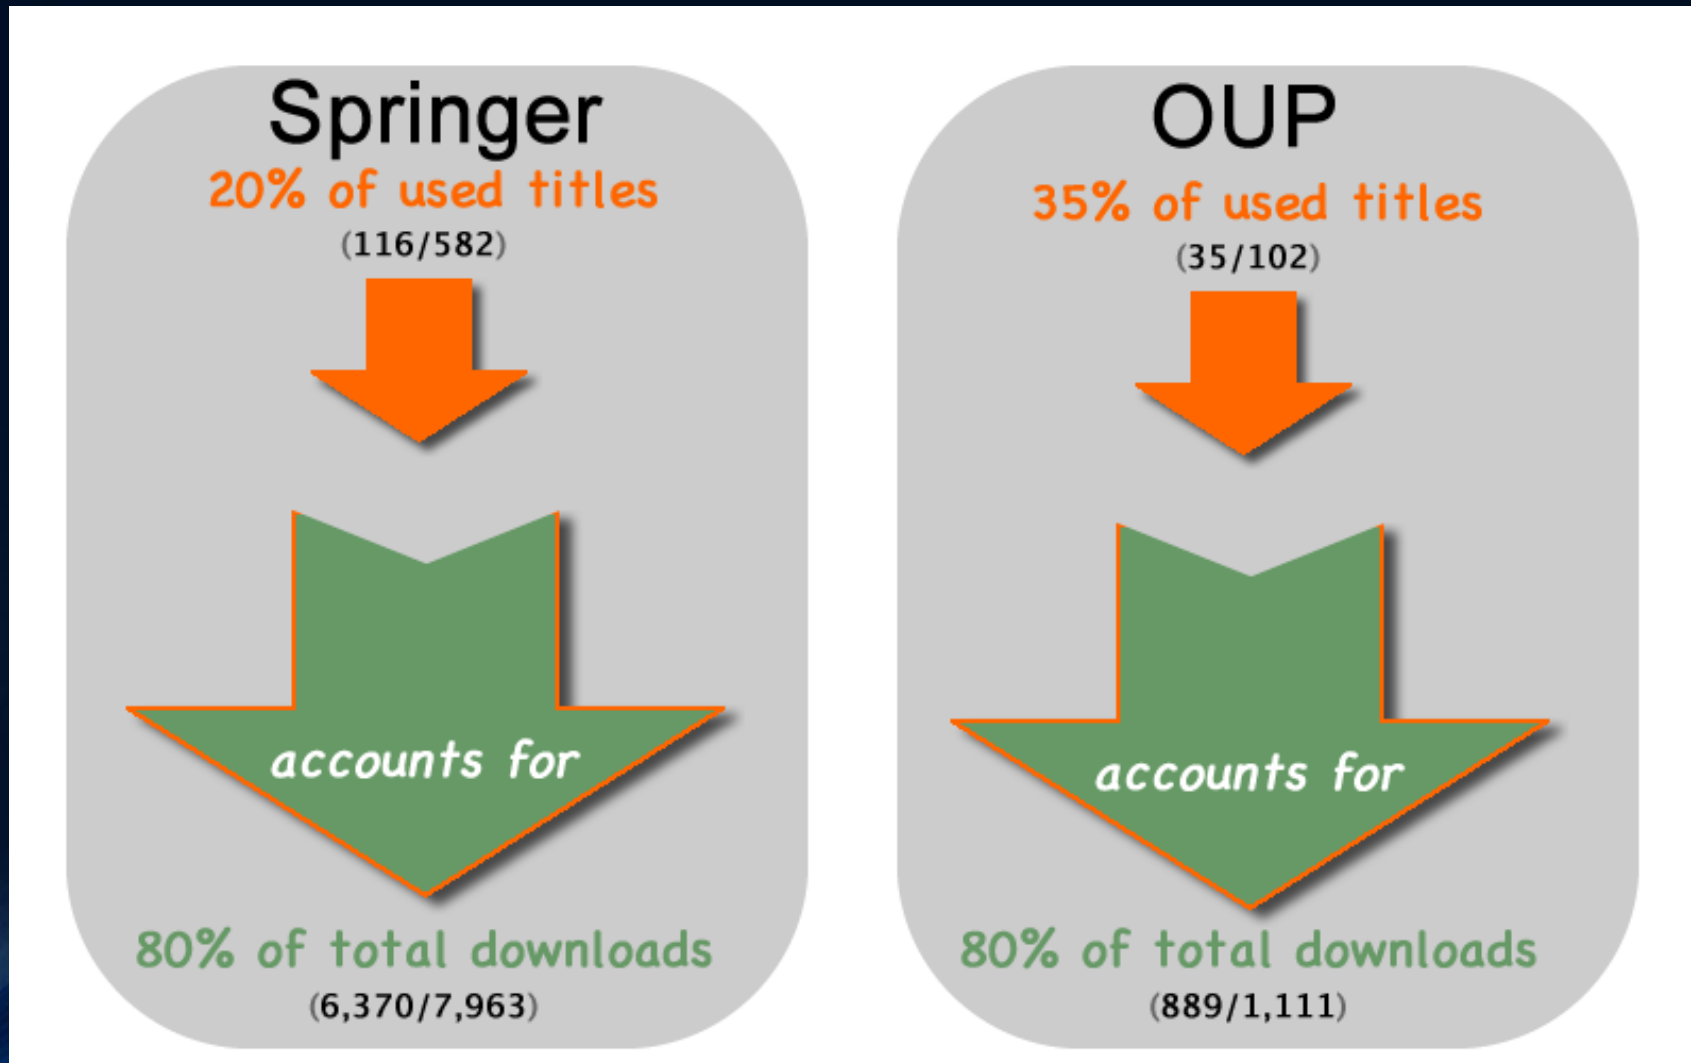 Springer
20% of used titles
(116/582)
accounts for
80% of total downloads
(6,370/7,963)
OUP
35% of used titles
(35/102)
accounts for
80% of total downloads
(889/1,111)